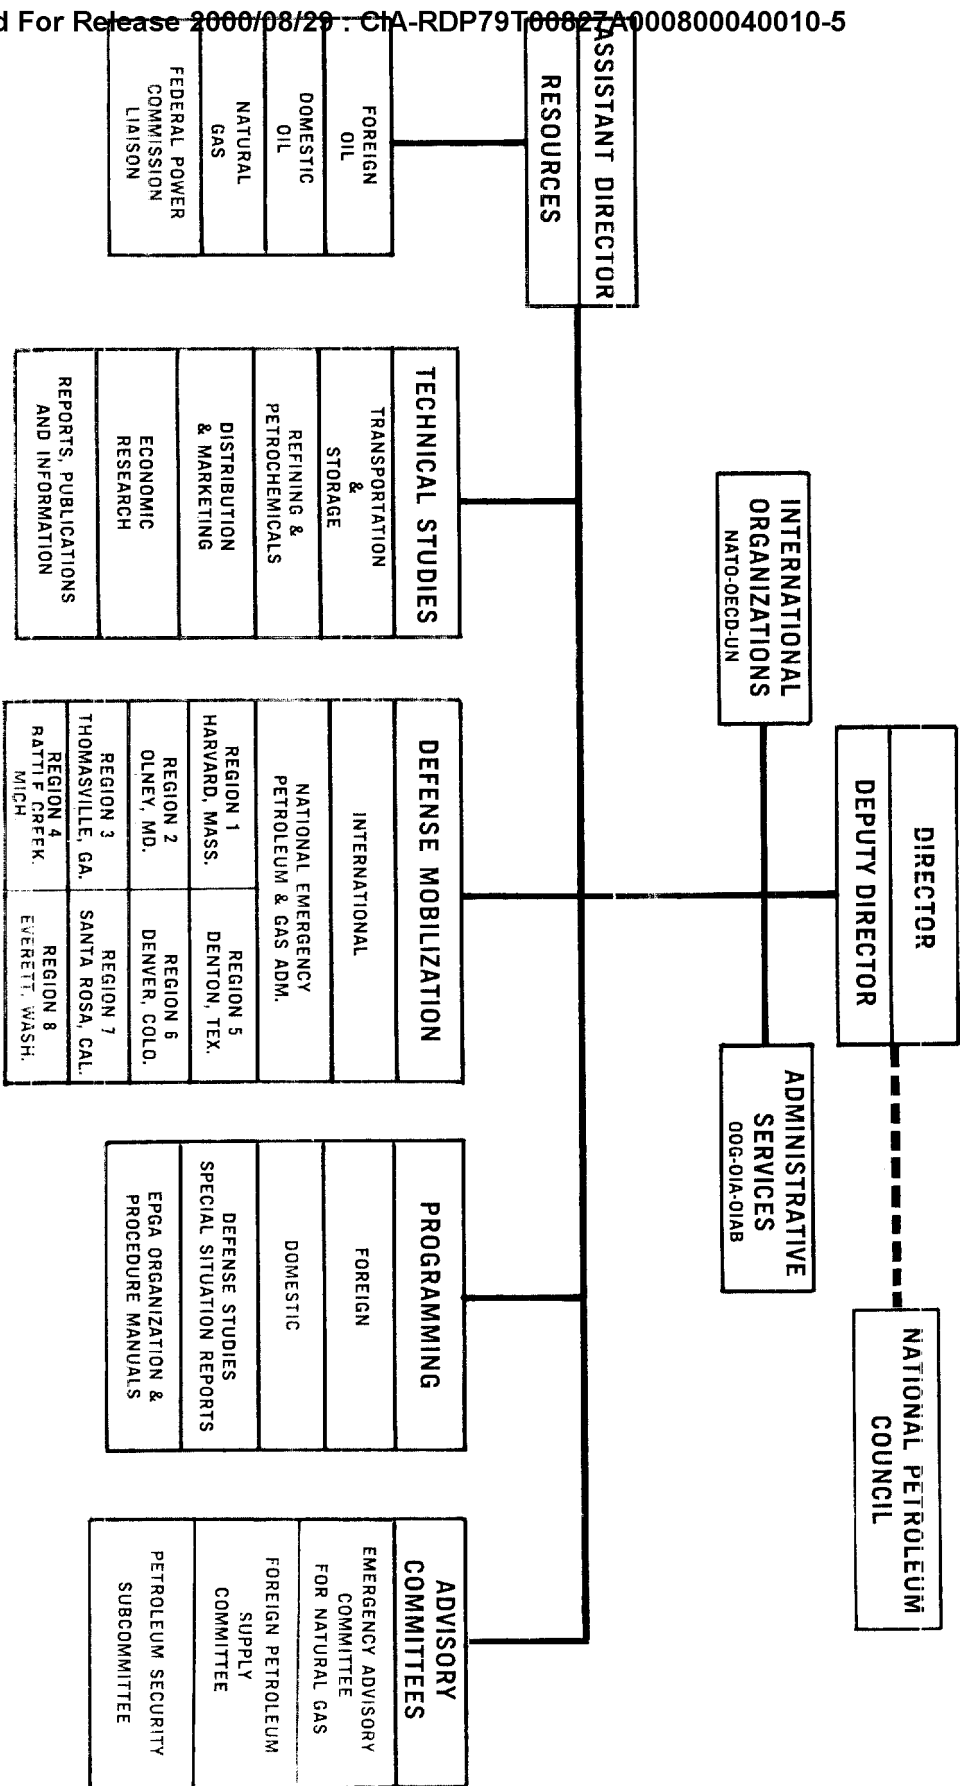 d For Release 2000/08/29 : CIA-RDP79T00827A000800040010-5
DIRECTOR
DEPUTY DIRECTOR
NATIONAL PETROLEUM
COUNCIL
INTERNATIONAL
ORGANIZATIONS
NATO-OECD-UN
ADMINISTRATIVE
SERVICES
OOG-OIA-OIAB
ASSISTANT DIRECTOR
RESOURCES
FOREIGN
OIL
DOMESTIC
OIL
NATURAL
GAS
FEDERAL POWER
COMMISSION
LIAISON
TECHNICAL STUDIES
TRANSPORTATION
&
STORAGE
REFINING &
PETROCHEMICALS
DISTRIBUTION
& MARKETING
ECONOMIC
RESEARCH
REPORTS, PUBLICATIONS
AND INFORMATION
DEFENSE MOBILIZATION
INTERNATIONAL
NATIONAL EMERGENCY
PETROLEUM & GAS ADM.
REGION 1
HARVARD, MASS.
REGION 2
OLNEY, MD.
REGION 3
THOMASVILLE, GA.
REGION 4
BATTLE CREEK,
MICH.
REGION 5
DENTON, TEX.
REGION 6
DENVER, COLO.
REGION 7
SANTA ROSA, CAL.
REGION 8
EVERETT, WASH.
PROGRAMMING
FOREIGN
DOMESTIC
DEFENSE STUDIES
SPECIAL SITUATION REPORTS
EPGA ORGANIZATION &
PROCEDURE MANUALS
ADVISORY
COMMITTEES
EMERGENCY ADVISORY
COMMITTEE
FOR NATURAL GAS
FOREIGN PETROLEUM
SUPPLY
COMMITTEE
PETROLEUM SECURITY
SUBCOMMITTEE